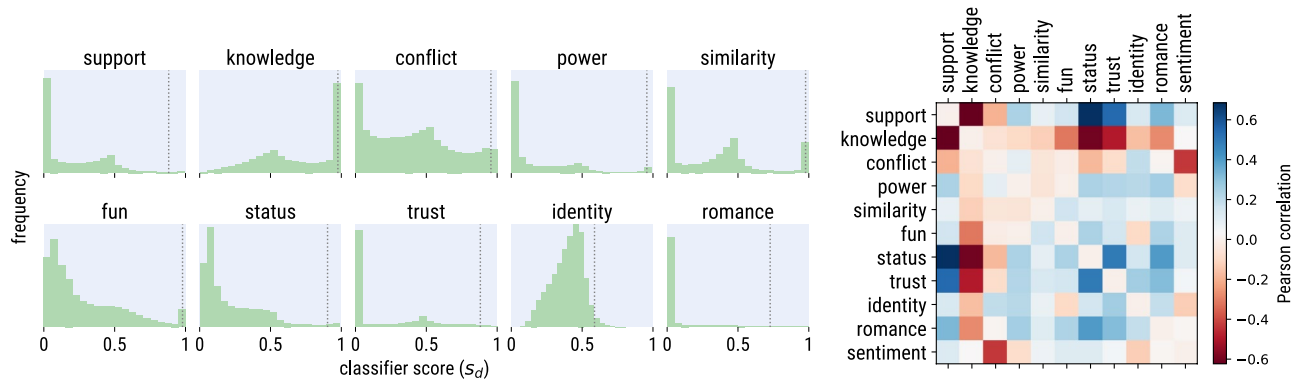 support knowledge conflict power similarity
fun status trust identity romance
0 0.5 1 0 0.5 1 0 0.5 1 0 0.5 1 0 0.5 1
frequency
classifier score (s_d)
support
knowledge
conflict
power
similarity
fun
status
trust
identity
romance
sentiment
support
knowledge
conflict
power
similarity
fun
status
trust
identity
romance
sentiment
0.6
0.4
0.2
0.0
−0.2
−0.4
−0.6
Pearson correlation